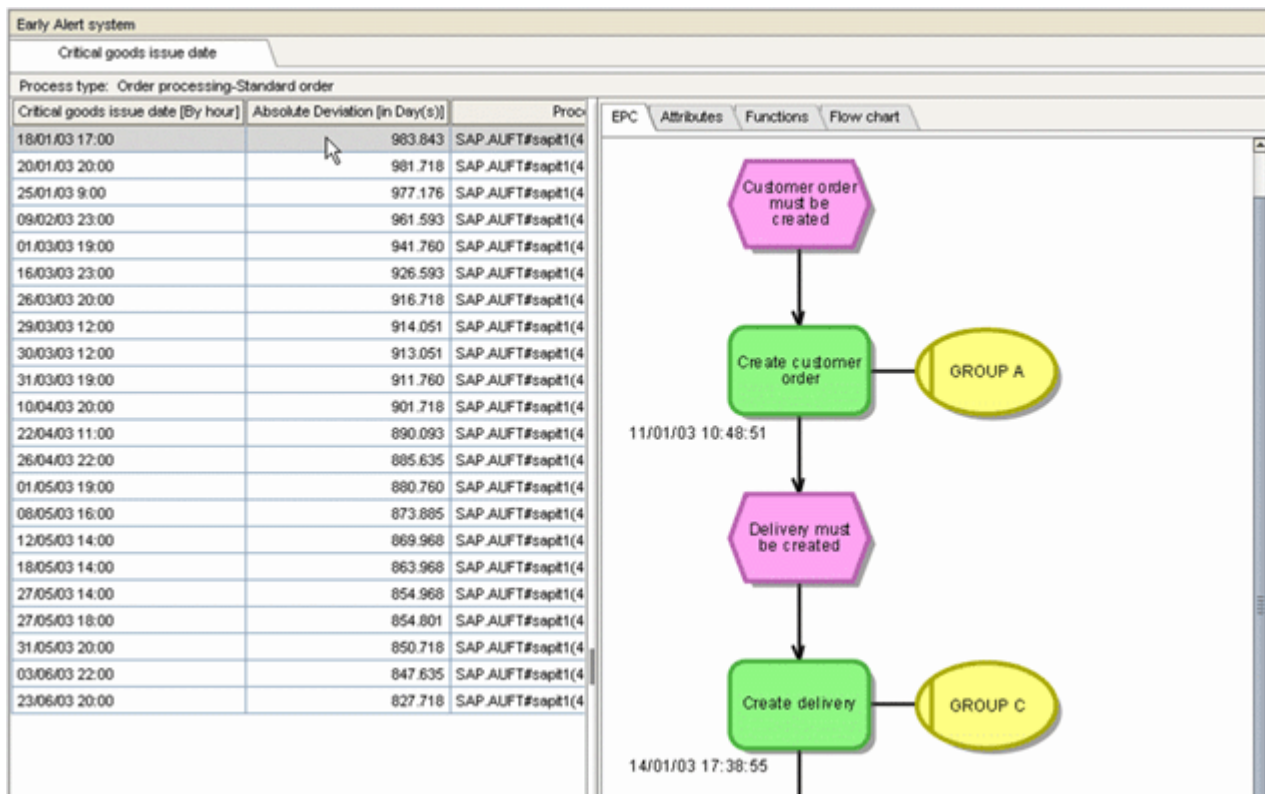 Early Alert system
Critical goods issue date
Process type: Order processing-Standard order
Critical goods issue date [By hour] Absolute Deviation [in Day(s)] Proc
18/01/03 17:00 983.843 SAP.AUFT#sapit1(4
20/01/03 20:00 981.718 SAP.AUFT#sapit1(4
25/01/03 9:00 977.176 SAP.AUFT#sapit1(4
09/02/03 23:00 961.593 SAP.AUFT#sapit1(4
01/03/03 19:00 941.760 SAP.AUFT#sapit1(4
16/03/03 23:00 926.593 SAP.AUFT#sapit1(4
26/03/03 20:00 916.718 SAP.AUFT#sapit1(4
29/03/03 12:00 914.051 SAP.AUFT#sapit1(4
30/03/03 12:00 913.051 SAP.AUFT#sapit1(4
31/03/03 19:00 911.760 SAP.AUFT#sapit1(4
10/04/03 20:00 901.718 SAP.AUFT#sapit1(4
22/04/03 11:00 890.093 SAP.AUFT#sapit1(4
26/04/03 22:00 885.635 SAP.AUFT#sapit1(4
01/05/03 19:00 880.760 SAP.AUFT#sapit1(4
08/05/03 16:00 873.885 SAP.AUFT#sapit1(4
12/05/03 14:00 869.968 SAP.AUFT#sapit1(4
18/05/03 14:00 863.968 SAP.AUFT#sapit1(4
27/05/03 14:00 854.968 SAP.AUFT#sapit1(4
27/05/03 18:00 854.801 SAP.AUFT#sapit1(4
31/05/03 20:00 850.718 SAP.AUFT#sapit1(4
03/06/03 22:00 847.635 SAP.AUFT#sapit1(4
23/06/03 20:00 827.718 SAP.AUFT#sapit1(4
EPC Attributes Functions Flow chart
Customer order
must be
created
Create customer
order
GROUP A
11/01/03 10:48:51
Delivery must
be created
Create delivery
GROUP C
14/01/03 17:38:55